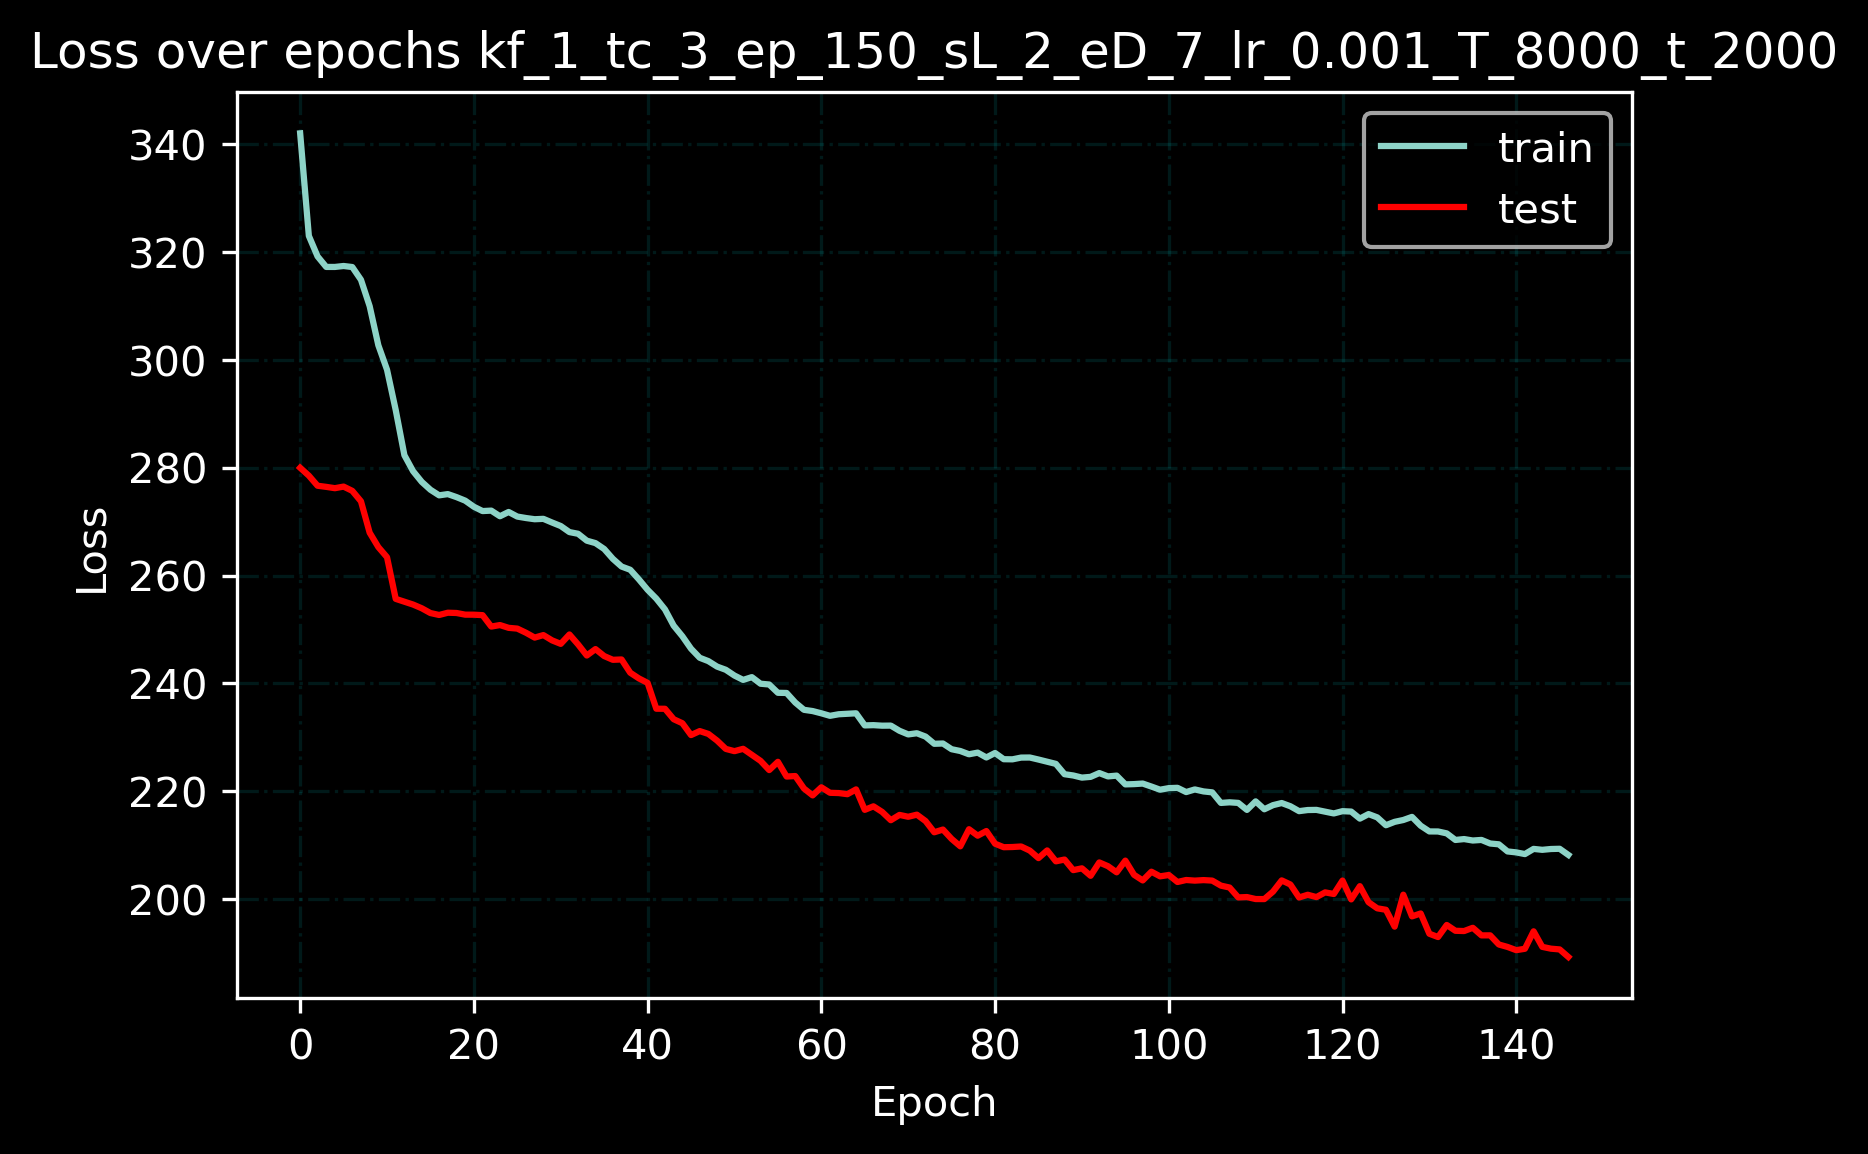 Loss over epochs kf_1_tc_3_ep_150_sL_2_eD_7_lr_0.001_T_8000_t_2000
train
test
340
320
300
280
260
240
220
200
Loss
0 20 40 60 80 100 120 140
Epoch